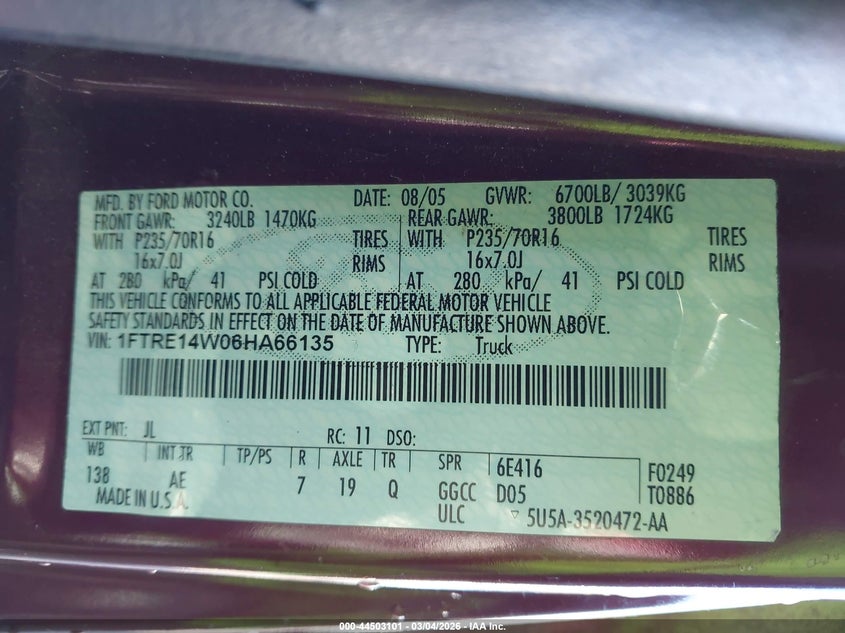 MFD. BY FORD MOTOR CO. DATE: 08/05 GVWR: 6700LB/ 3039KG
FRONT GAWR: 3240LB 1470KG REAR GAWR: 3800LB 1724KG
WITH P235/70R16 TIRES WITH P235/70R16 TIRES
16x7.0J RIMS 16x7.0J RIMS
AT 280 kPa/ 41 PSI COLD AT 280 kPa/ 41 PSI COLD
THIS VEHICLE CONFORMS TO ALL APPLICABLE FEDERAL MOTOR VEHICLE
SAFETY STANDARDS IN EFFECT ON THE DATE OF MANUFACTURE SHOWN ABOVE.
VIN: 1FTRE14W06HA66135 TYPE: Truck
EXT PNT: JL RC: 11 DSO:
WB INT TR TP/PS R AXLE TR SPR 6E416 F0249
138 AE 7 19 Q GGCC D05 T0886
MADE IN U.S.A. ULC ▽ 5U5A-3520472-AA
000-44503101 - 03/04/2026 - IAA Inc.